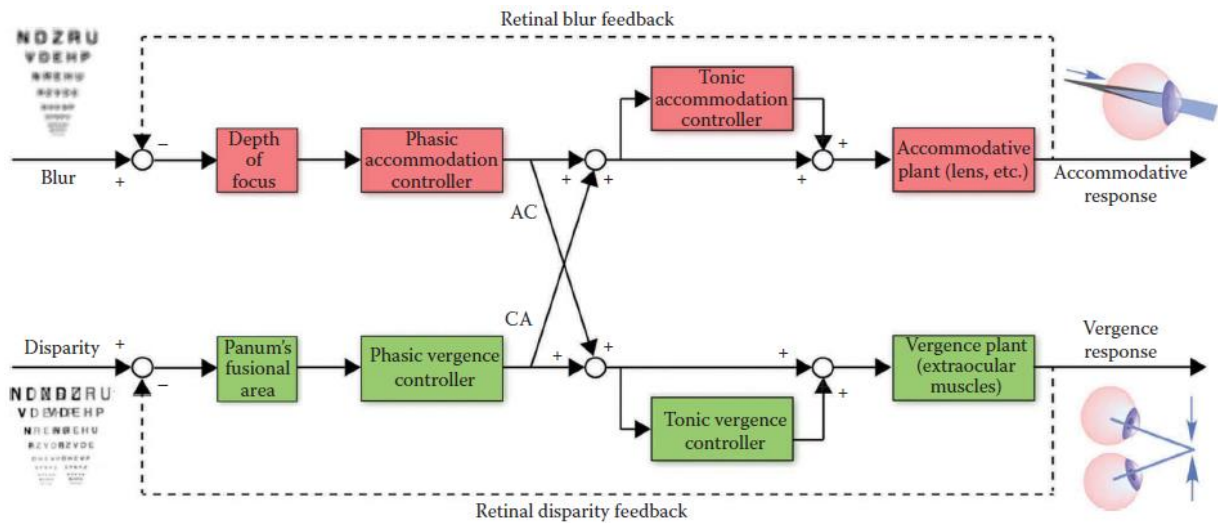 Retinal blur feedback
NDZRU
VDEHP
Tonic
accommodation
controller
Depth
of
focus
Phasic
accommodation
controller
Accommodative
plant (lens, etc.)
Blur
Accommodative
response
+
−
+
+
+
+
AC
CA
Disparity
Panum's
fusional
area
Phasic vergence
controller
Tonic vergence
controller
Vergence plant
(extraocular
muscles)
Vergence
response
+
−
+
+
+
+
Retinal disparity feedback